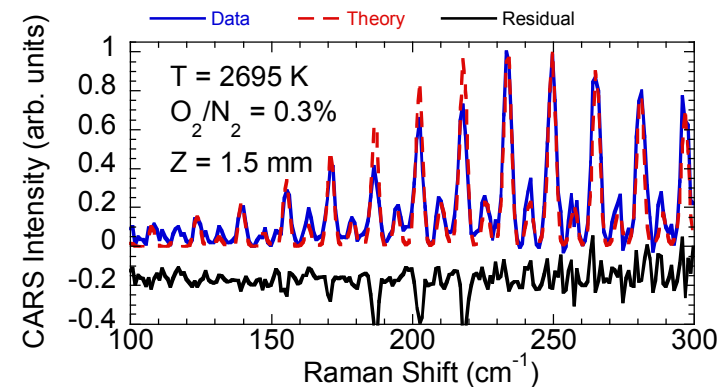 Data Theory Residual
T = 2695 K
O₂/N₂ = 0.3%
Z = 1.5 mm
CARS Intensity (arb. units)
1
0.8
0.6
0.4
0.2
0
-0.2
-0.4
100 150 200 250 300
Raman Shift (cm⁻¹)